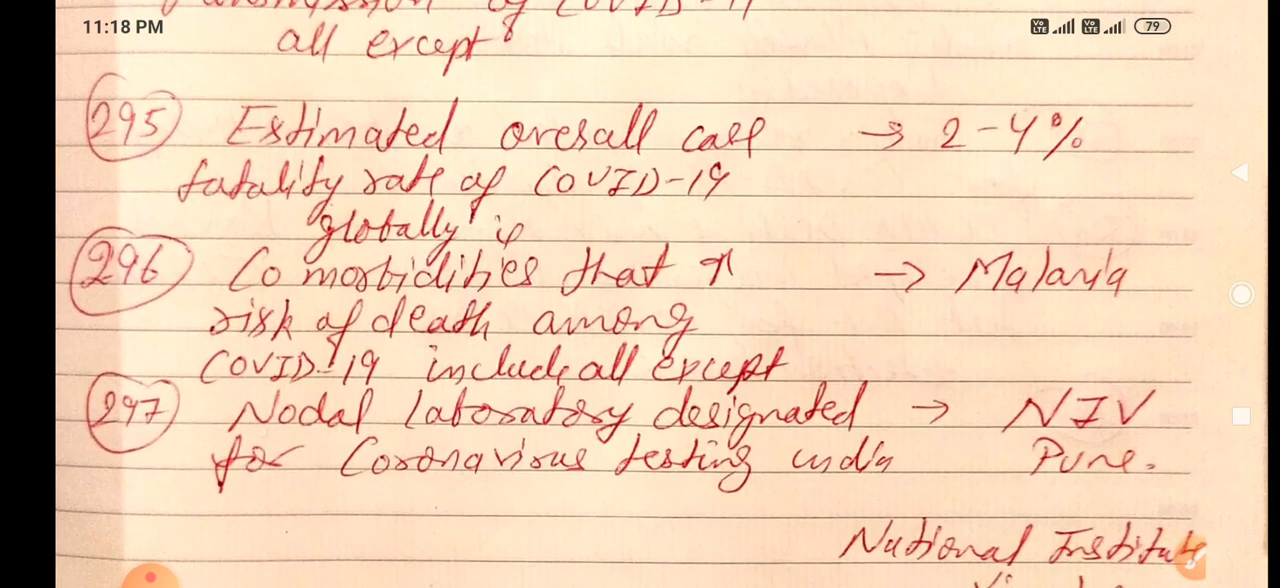 11:18 PM
79
all except
295 Estimated overall case → 2-4%
fatality rate of COVID-19
globally is
296 Comorbidities that ↑ → Malaria
risk of death among
COVID-19 include all except
297 Nodal laboratory designated → NIV
for Coronavirus testing india Pune.
National Institute